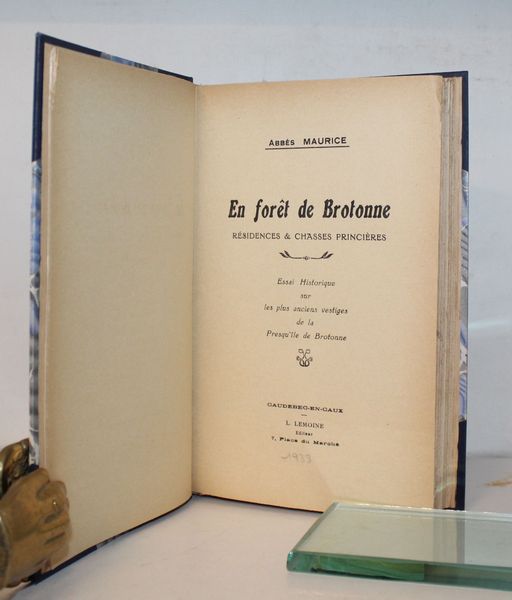 ABBÉS MAURICE
En forêt de Brotonne
RÉSIDENCES & CHASSES PRINCIÈRES
Essai Historique
sur
les plus anciens vestiges
de la
Presqu'île de Brotonne
CAUDEBEC-EN-CAUX
L. LEMOINE
Editeur
7, Place du Marché
1933